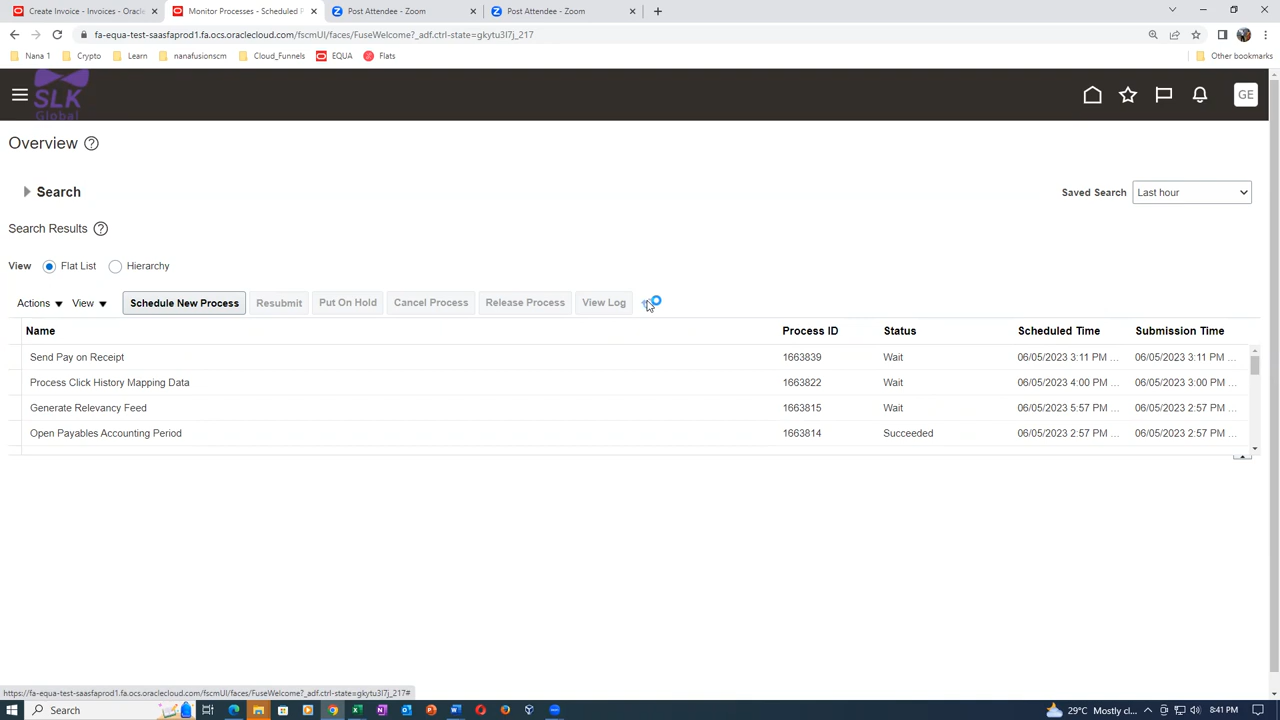 Create Invoice - Invoices - Oracl
Monitor Processes - Scheduled P
Post Attendee - Zoom
Post Attendee - Zoom
fa-equa-test-saasfaprod1.fa.ocs.oraclecloud.com/fscmUI/faces/FuseWelcome?_adf.ctrl-state=gkytu3l7j_217
Nana 1
Crypto
Learn
nanafusionscm
Cloud_Funnels
EQUA
Flats
Other bookmarks
SLK
Global
GE
Overview
Search
Saved Search
Last hour
Search Results
View
Flat List
Hierarchy
Actions
View
Schedule New Process
Resubmit
Put On Hold
Cancel Process
Release Process
View Log
Name Process ID Status Scheduled Time Submission Time
Send Pay on Receipt 1663839 Wait 06/05/2023 3:11 PM ... 06/05/2023 3:11 PM ...
Process Click History Mapping Data 1663822 Wait 06/05/2023 4:00 PM ... 06/05/2023 3:00 PM ...
Generate Relevancy Feed 1663815 Wait 06/05/2023 5:57 PM ... 06/05/2023 2:57 PM ...
Open Payables Accounting Period 1663814 Succeeded 06/05/2023 2:57 PM ... 06/05/2023 2:57 PM ...
https://fa-equa-test-saasfaprod1.fa.ocs.oraclecloud.com/fscmUI/faces/FuseWelcome?_adf.ctrl-state=gkytu3l7j_217#
Search
29°C Mostly cl...
8:41 PM